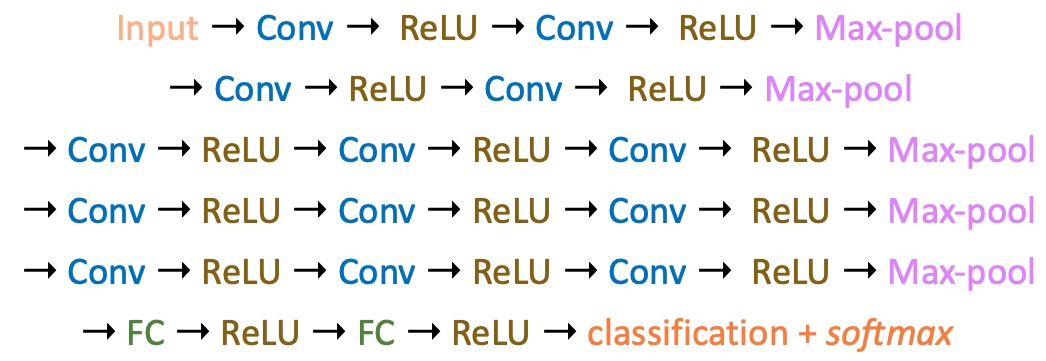 Input → Conv → ReLU → Conv → ReLU → Max-pool
→ Conv → ReLU → Conv → ReLU → Max-pool
→ Conv → ReLU → Conv → ReLU → Conv → ReLU → Max-pool
→ Conv → ReLU → Conv → ReLU → Conv → ReLU → Max-pool
→ Conv → ReLU → Conv → ReLU → Conv → ReLU → Max-pool
→ FC → ReLU → FC → ReLU → classification + softmax